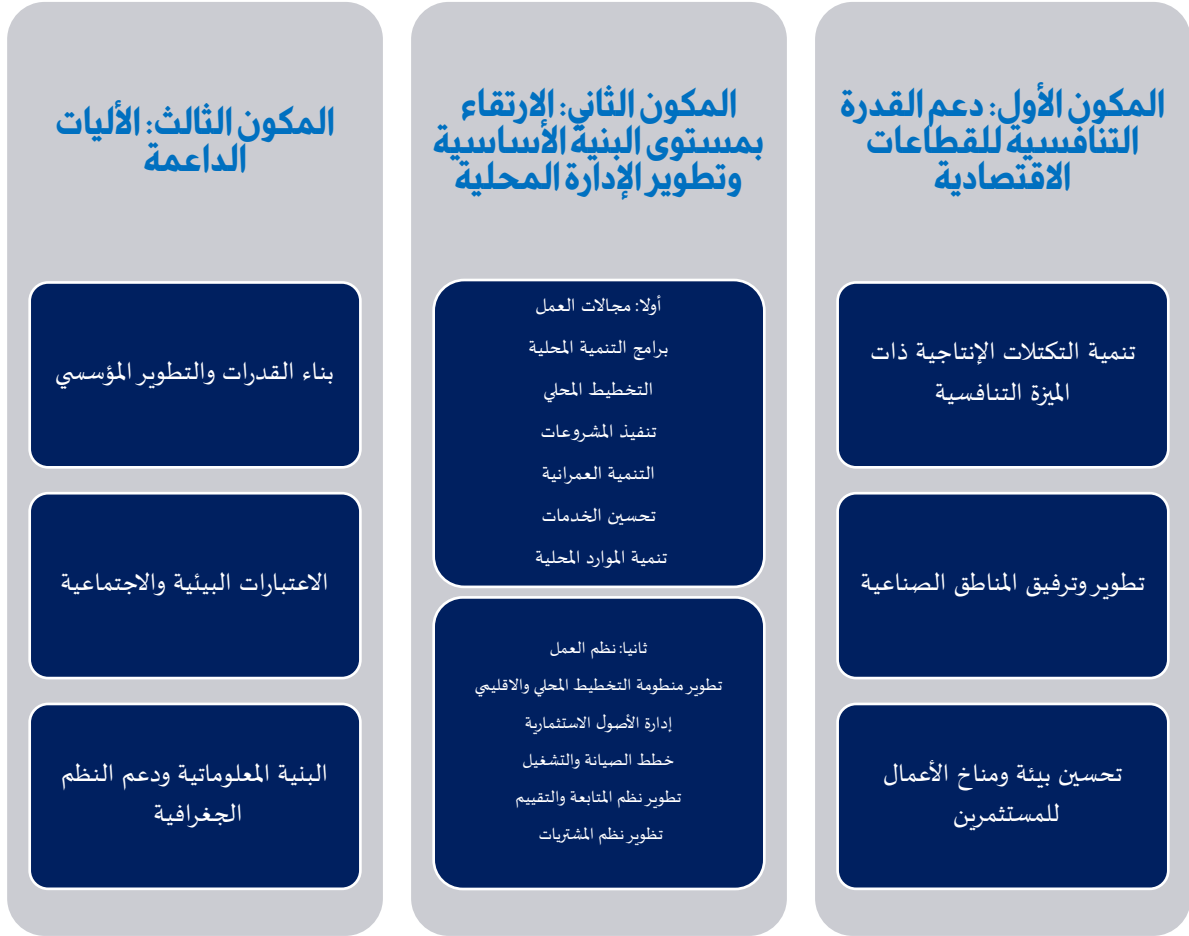 المكون الأول: دعم القدرة
التنافسية للقطاعات
الاقتصادية
تنمية التكتلات الإنتاجية ذات
الميزة التنافسية
تطوير وترفيق المناطق الصناعية
تحسين بيئة ومناخ الأعمال
للمستثمرين
المكون الثاني: الارتقاء
بمستوى البنية الأساسية
وتطوير الإدارة المحلية
أولا: مجالات العمل
برامج التنمية المحلية
التخطيط المحلي
تنفيذ المشروعات
التنمية العمرانية
تحسين الخدمات
تنمية الموارد المحلية
ثانيا: نظم العمل
تطوير منطومة التخطيط المحلي والاقليمي
إدارة الأصول الاستثمارية
خطط الصيانة والتشغيل
تطوير نظم المتابعة والتقييم
تظوير نظم المشتريات
المكون الثالث: الأليات
الداعمة
بناء القدرات والتطوير المؤسسي
الاعتبارات البيئية والاجتماعية
البنية المعلوماتية ودعم النظم
الجغرافية